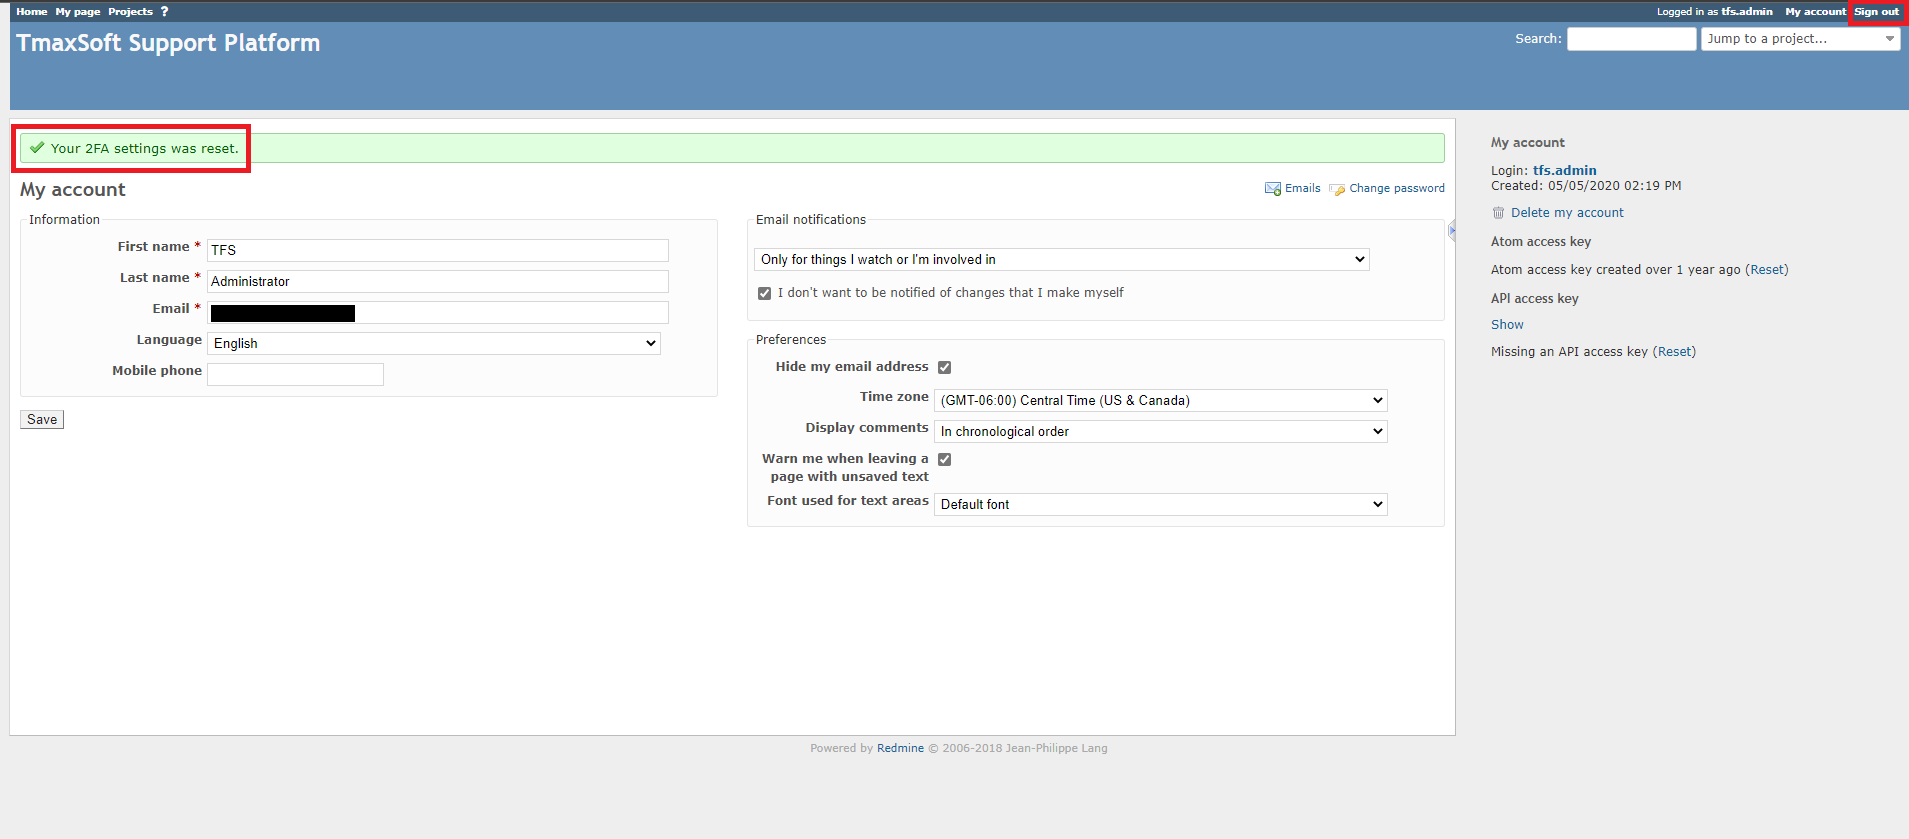 Home My page Projects ?
Logged in as tfs.admin My account Sign out
TmaxSoft Support Platform
Search: Jump to a project...
Your 2FA settings was reset.
My account
Emails Change password
Information
First name * TFS
Last name * Administrator
Email *
Language English
Mobile phone
Save
Email notifications
Only for things I watch or I'm involved in
I don't want to be notified of changes that I make myself
Preferences
Hide my email address
Time zone (GMT-06:00) Central Time (US & Canada)
Display comments In chronological order
Warn me when leaving a
page with unsaved text
Font used for text areas Default font
My account
Login: tfs.admin
Created: 05/05/2020 02:19 PM
Delete my account
Atom access key
Atom access key created over 1 year ago (Reset)
API access key
Show
Missing an API access key (Reset)
Powered by Redmine © 2006-2018 Jean-Philippe Lang